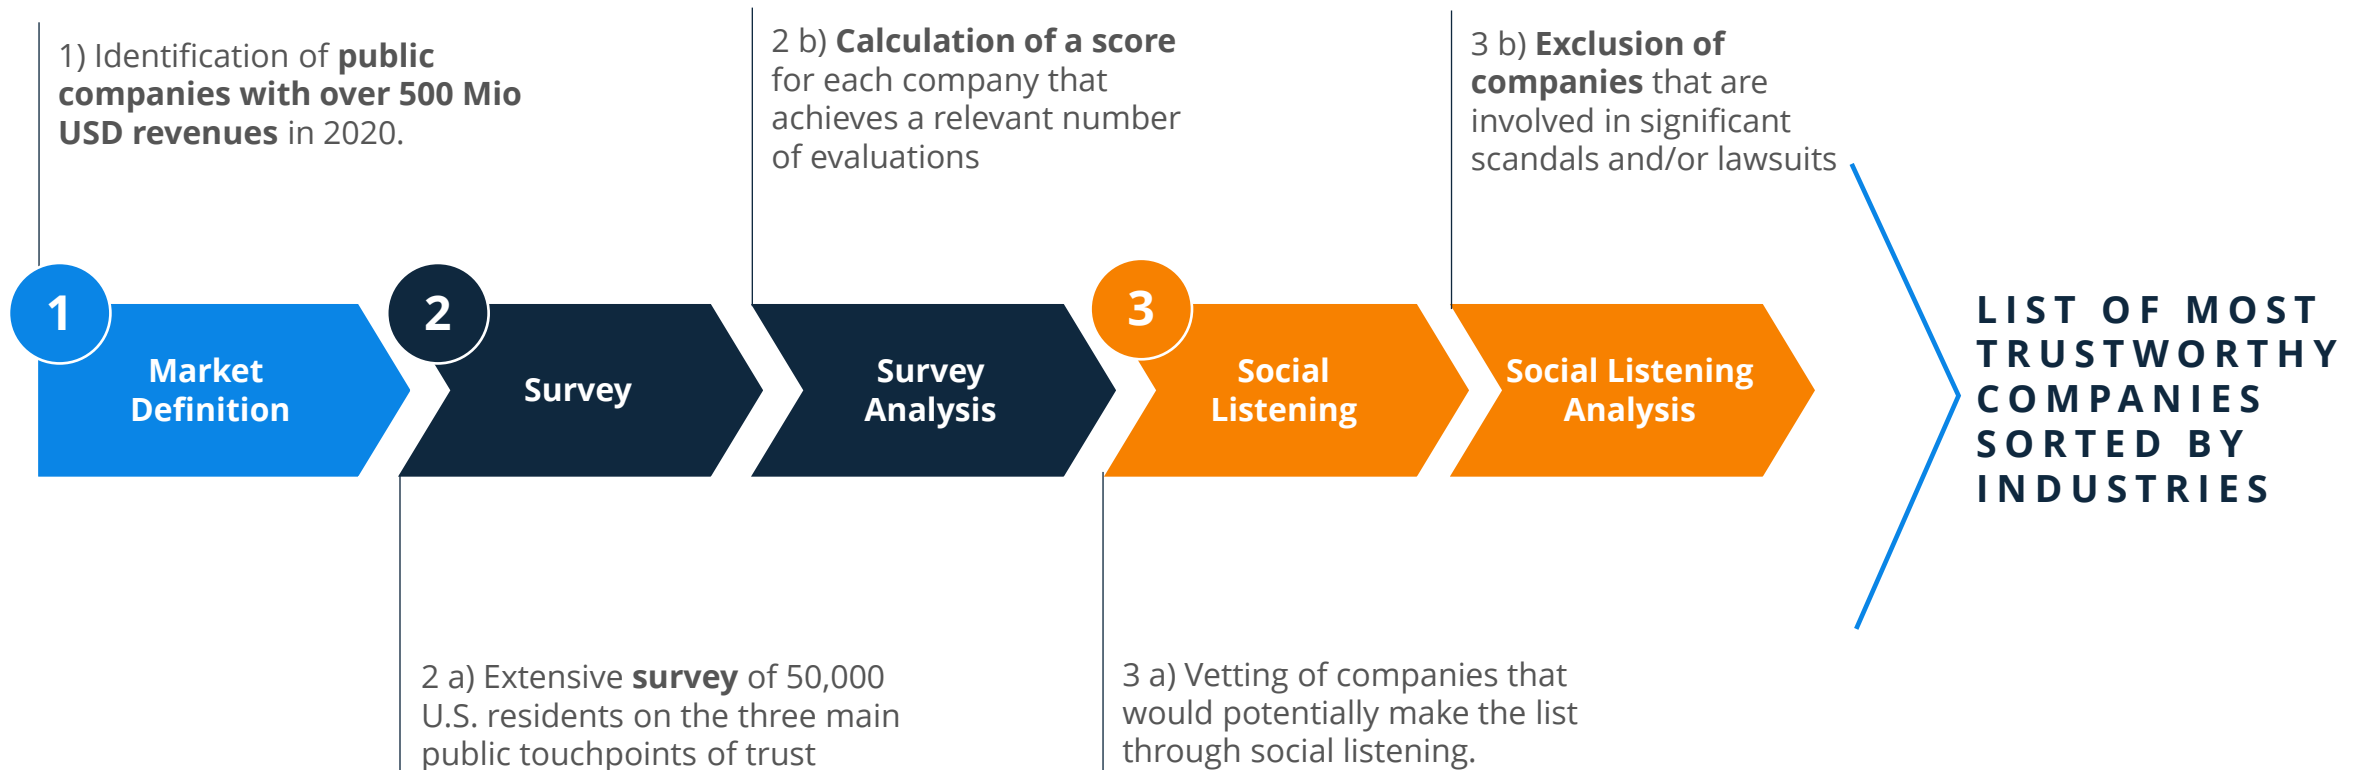 1) Identification of public
companies with over 500 Mio
USD revenues in 2020.
2 b) Calculation of a score
for each company that
achieves a relevant number
of evaluations
3 b) Exclusion of
companies that are
involved in significant
scandals and/or lawsuits
1
Market
Definition
2
Survey
Survey
Analysis
3
Social
Listening
Social Listening
Analysis
LIST OF MOST
TRUSTWORTHY
COMPANIES
SORTED BY
INDUSTRIES
2 a) Extensive survey of 50,000
U.S. residents on the three main
public touchpoints of trust
3 a) Vetting of companies that
would potentially make the list
through social listening.